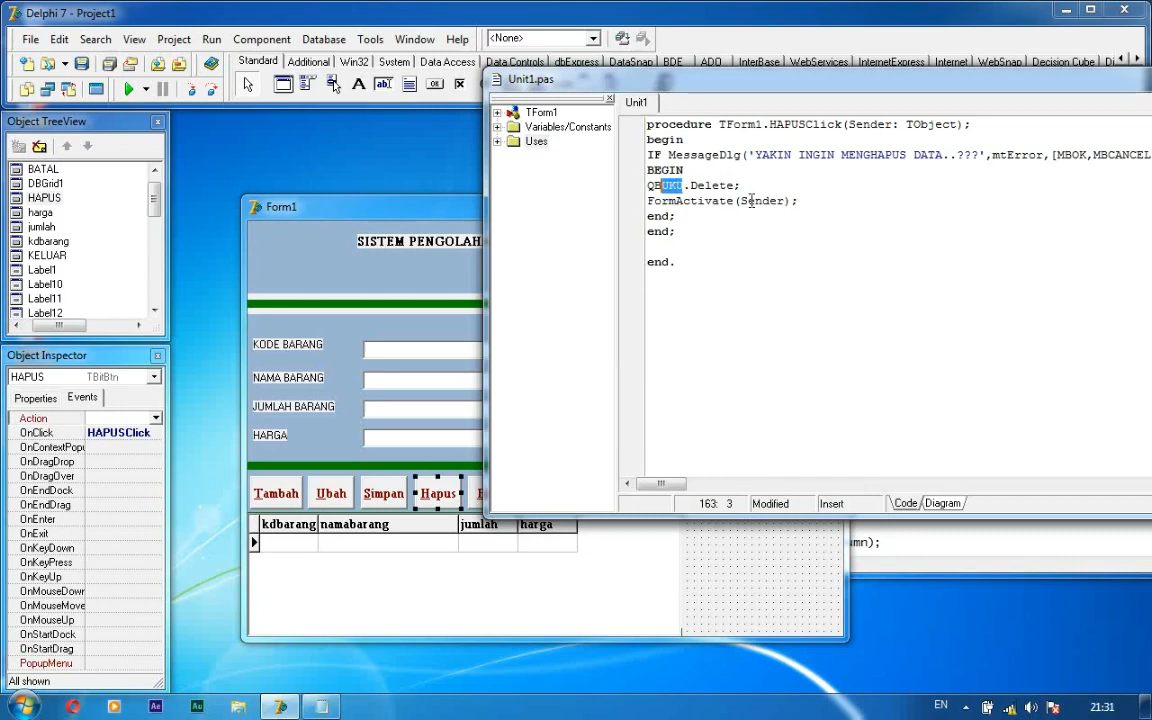 Delphi 7 - Project1
File Edit Search View Project Run Component Database Tools Window Help
<None>
Standard Additional Win32 System Data Access Data Controls dbExpress DataSnap BDE ADO InterBase WebServices InternetExpress Internet WebSnap Decision Cube
Object TreeView
BATAL
DBGrid1
HAPUS
harga
jumlah
kdbarang
KELUAR
Label1
Label10
Label11
Label12
Object Inspector
HAPUS TBitBtn
Properties Events
Action
OnClick HAPUSClick
OnContextPopu
OnDragDrop
OnDragOver
OnEndDock
OnEndDrag
OnEnter
OnExit
OnKeyDown
OnKeyPress
OnKeyUp
OnMouseDown
OnMouseMove
OnMouseUp
OnStartDock
OnStartDrag
PopupMenu
All shown
Form1
SISTEM PENGOLAH
KODE BARANG
NAMA BARANG
JUMLAH BARANG
HARGA
Tambah Ubah Simpan Hapus
kdbarang namabarang jumlah harga
Unit1.pas
TForm1
Variables/Constants
Uses
Unit1
procedure TForm1.HAPUSClick(Sender: TObject);
begin
IF MessageDlg('YAKIN INGIN MENGHAPUS DATA..???',mtError,[MBOK,MBCANCEL
BEGIN
QBUKU.Delete;
FormActivate(Sender);
end;
end;
end.
163: 3 Modified Insert Code Diagram
umn);
Ae Au
EN 21:31